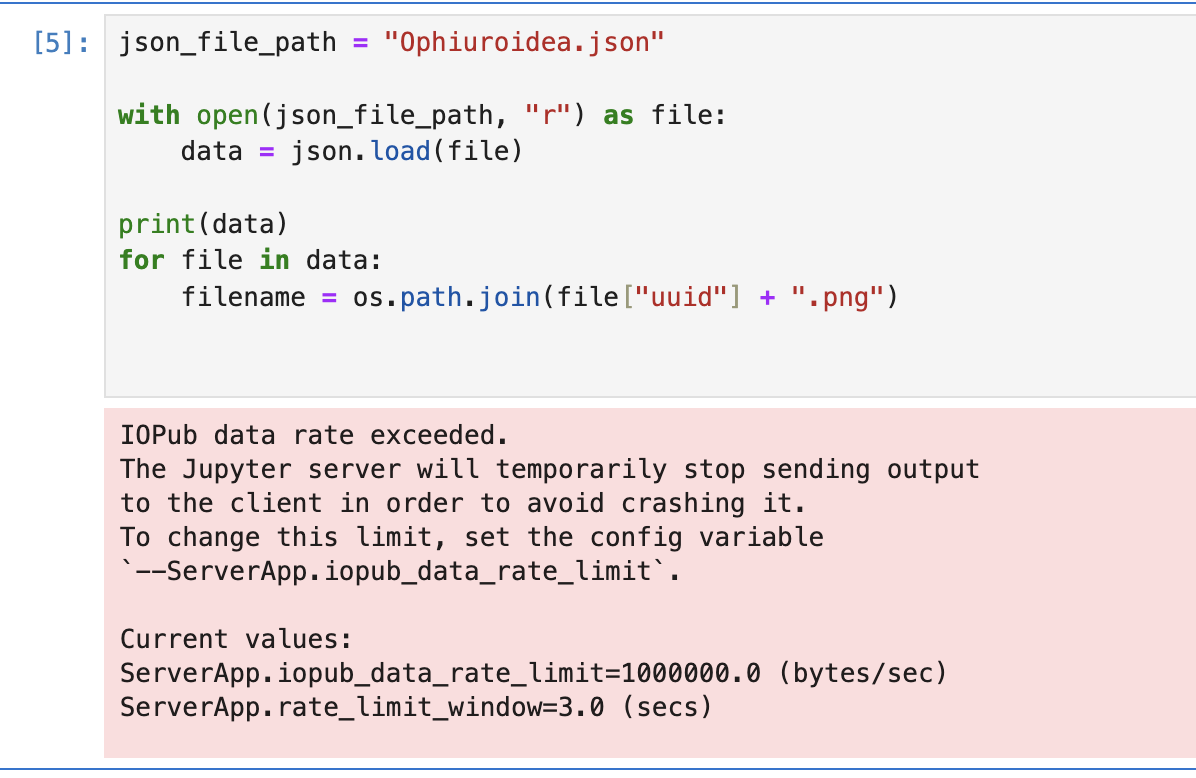 [5]: json_file_path = "Ophiuroidea.json"
with open(json_file_path, "r") as file:
    data = json.load(file)
print(data)
for file in data:
    filename = os.path.join(file["uuid"] + ".png")
IOPub data rate exceeded.
The Jupyter server will temporarily stop sending output
to the client in order to avoid crashing it.
To change this limit, set the config variable
`--ServerApp.iopub_data_rate_limit`.
Current values:
ServerApp.iopub_data_rate_limit=1000000.0 (bytes/sec)
ServerApp.rate_limit_window=3.0 (secs)